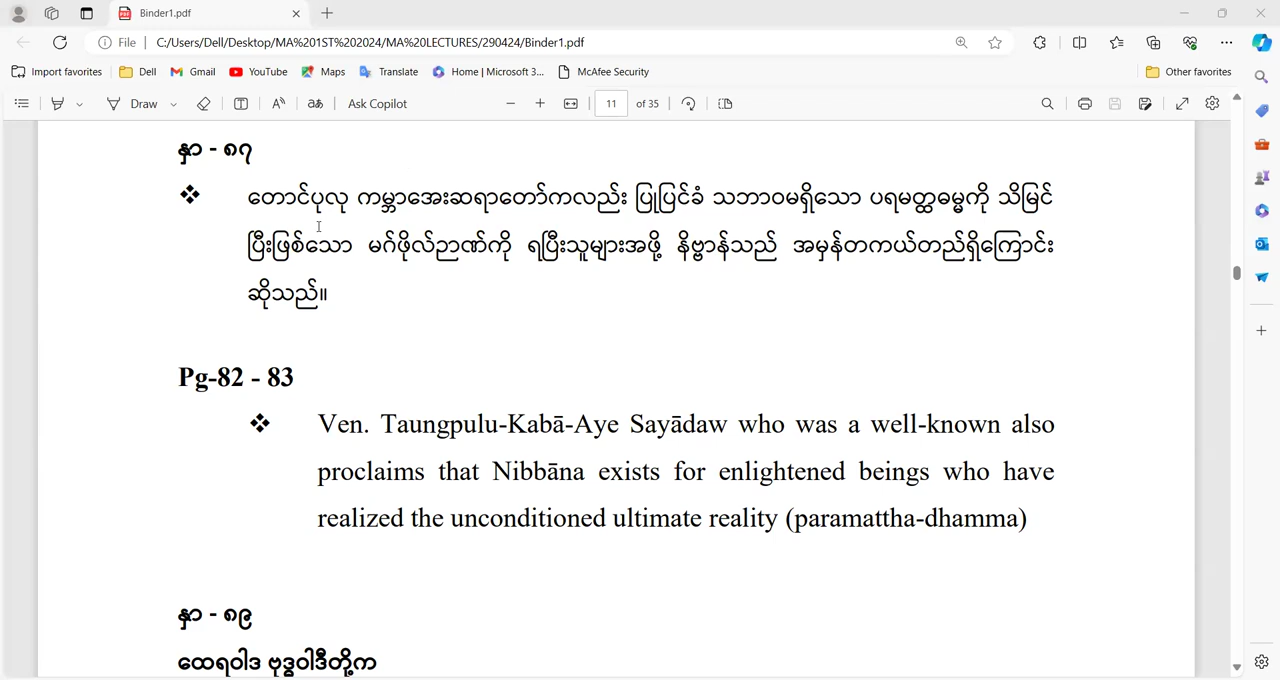 Binder1.pdf
File
C:/Users/Dell/Desktop/MA%201ST%202024/MA%20LECTURES/290424/Binder1.pdf
Import favorites Dell Gmail YouTube Maps Translate Home | Microsoft 3... McAfee Security Other favorites
Draw Ask Copilot 11 of 35
နှာ - ၈၇
❖ တောင်ပုလု ကမ္ဘာအေးဆရာတော်ကလည်း ပြုပြင်ခံ သဘာဝမရှိသော ပရမတ္ထဓမ္မကို သိမြင်
ပြီးဖြစ်သော မဂ်ဖိုလ်ဉာဏ်ကို ရပြီးသူများအဖို့ နိဗ္ဗာန်သည် အမှန်တကယ်တည်ရှိကြောင်း
ဆိုသည်။
Pg-82 - 83
❖ Ven. Taungpulu-Kabā-Aye Sayādaw who was a well-known also
proclaims that Nibbāna exists for enlightened beings who have
realized the unconditioned ultimate reality (paramattha-dhamma)
နှာ - ၈၉
ထေရဝါဒ ဗုဒ္ဓဝါဒီတို့က